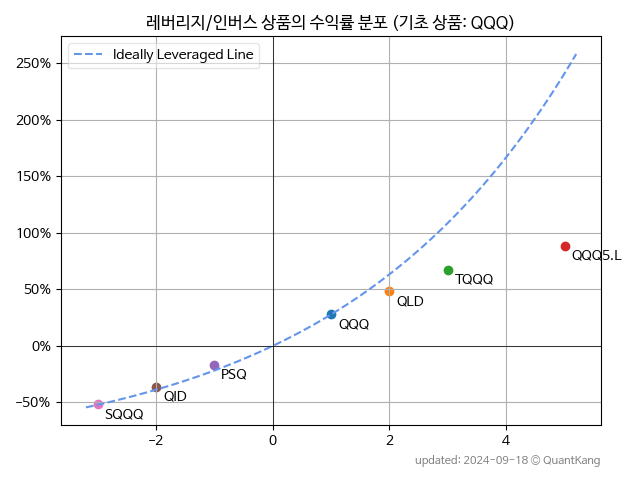 레버리지/인버스 상품의 수익률 분포 (기초 상품: QQQ)
Ideally Leveraged Line
250%
200%
150%
100%
50%
0%
−50%
QQQ5.L
TQQQ
QLD
QQQ
PSQ
QID
SQQQ
−2
0
2
4
updated: 2024-09-18 © QuantKang